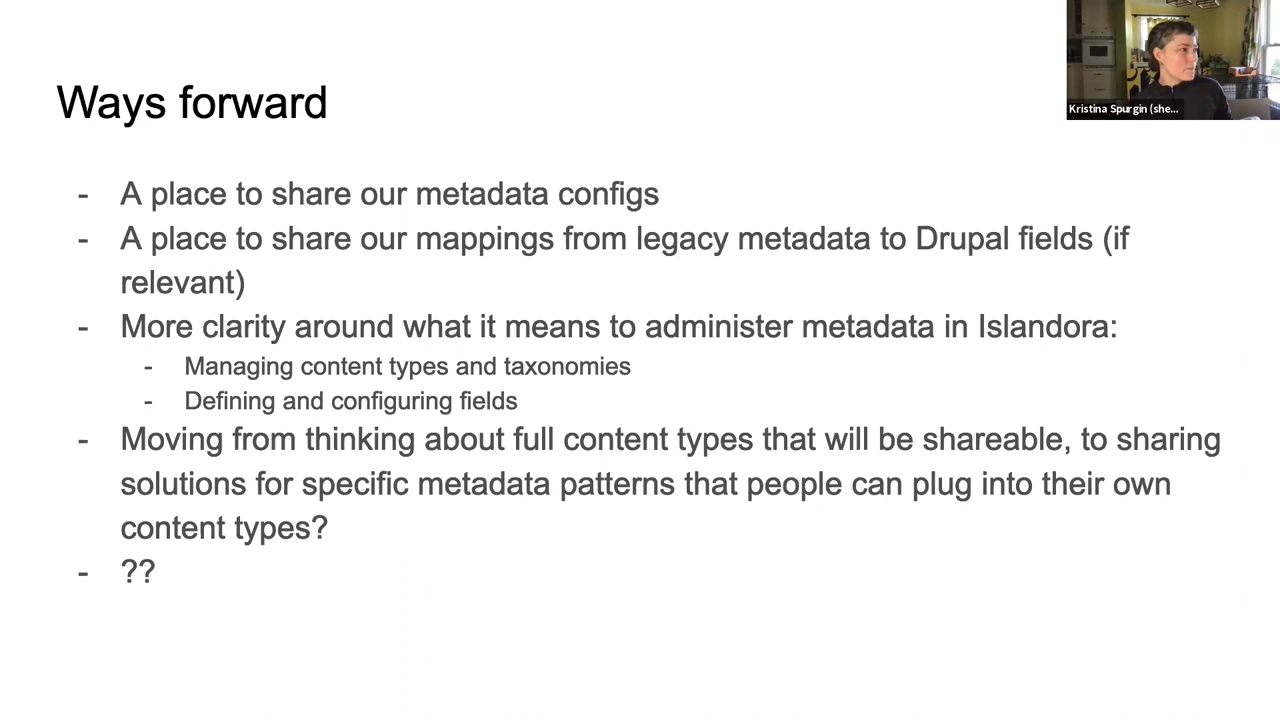 Kristina Spurgin (she...
Ways forward
- A place to share our metadata configs
- A place to share our mappings from legacy metadata to Drupal fields (if
relevant)
- More clarity around what it means to administer metadata in Islandora:
- Managing content types and taxonomies
- Defining and configuring fields
- Moving from thinking about full content types that will be shareable, to sharing
solutions for specific metadata patterns that people can plug into their own
content types?
- ??